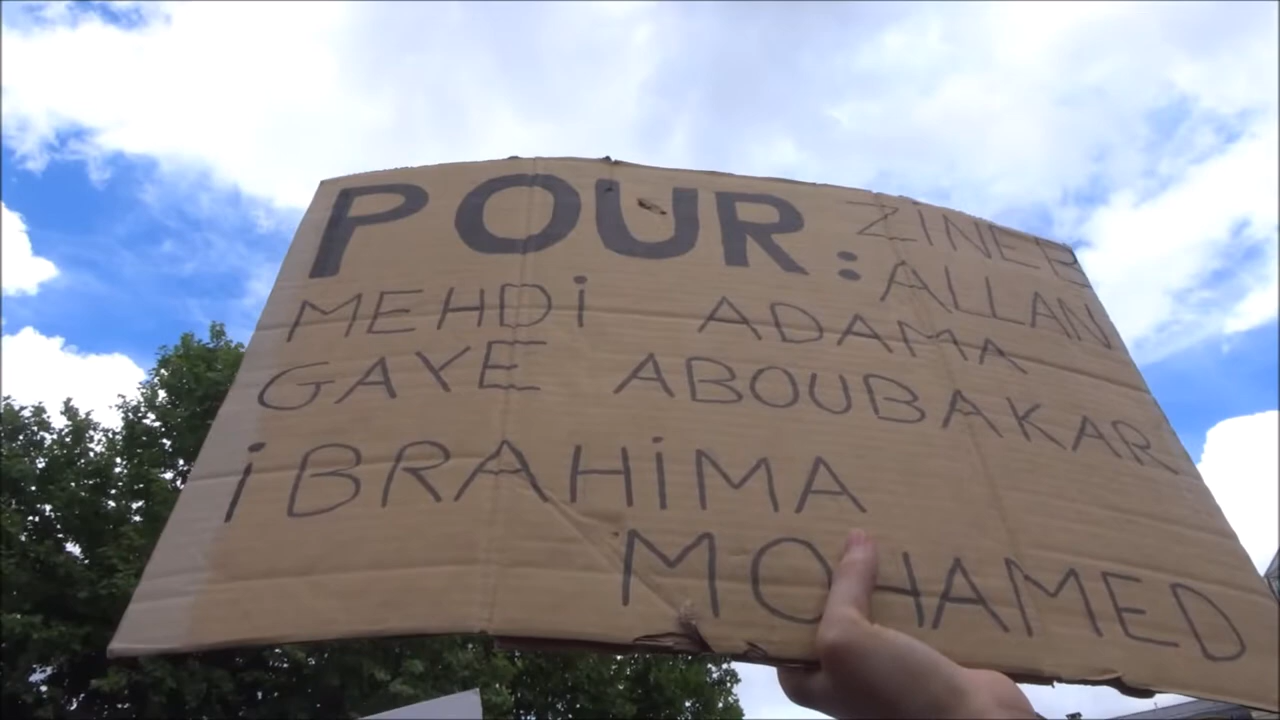 POUR : ZINEB
ALLAN
MEHDi ADAMA
GAYE ABOUBAKAR
iBRAHiMA
MOHAMED